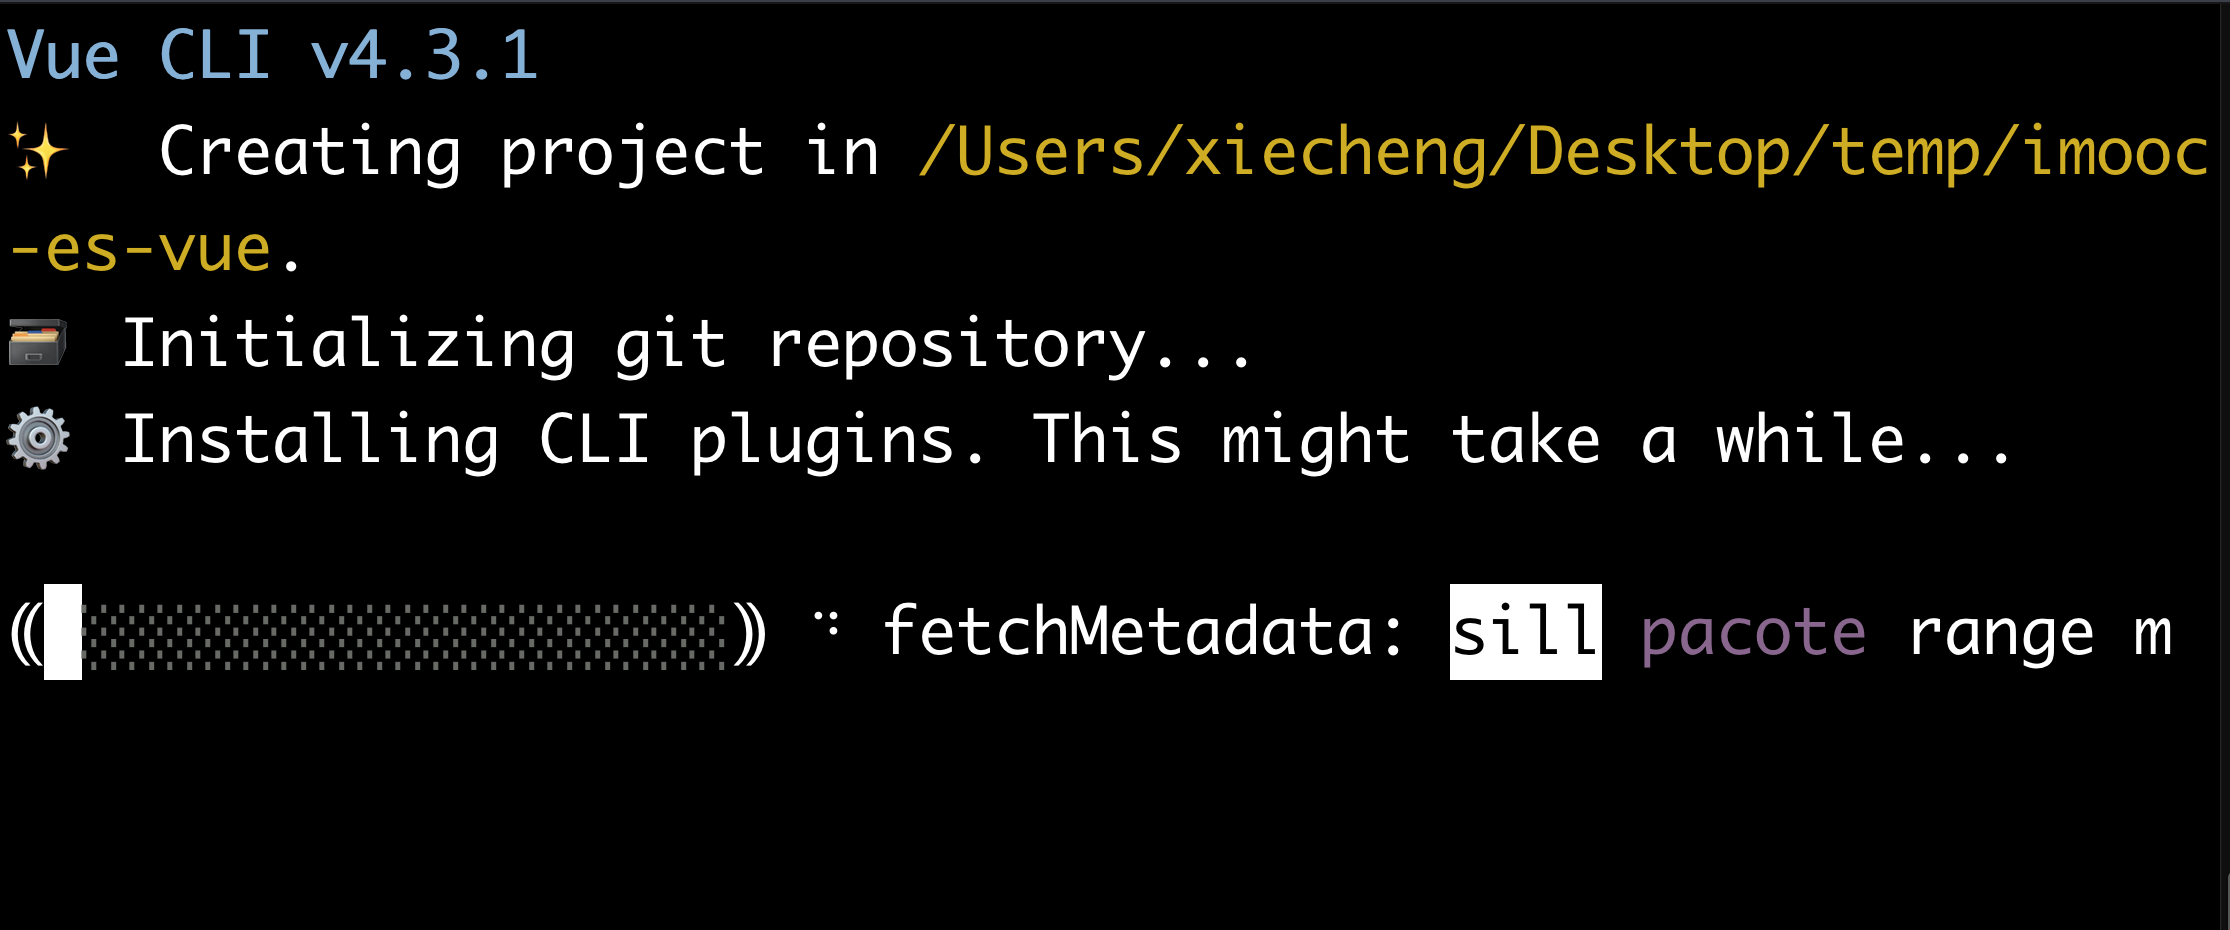 Vue CLI v4.3.1
✨  Creating project in /Users/xiecheng/Desktop/temp/imooc
-es-vue.
🗃 Initializing git repository...
⚙ Installing CLI plugins. This might take a while...
⸨ ░░░░░░░░░░░░░░░░░⸩ ⠙ fetchMetadata: sill pacote range m